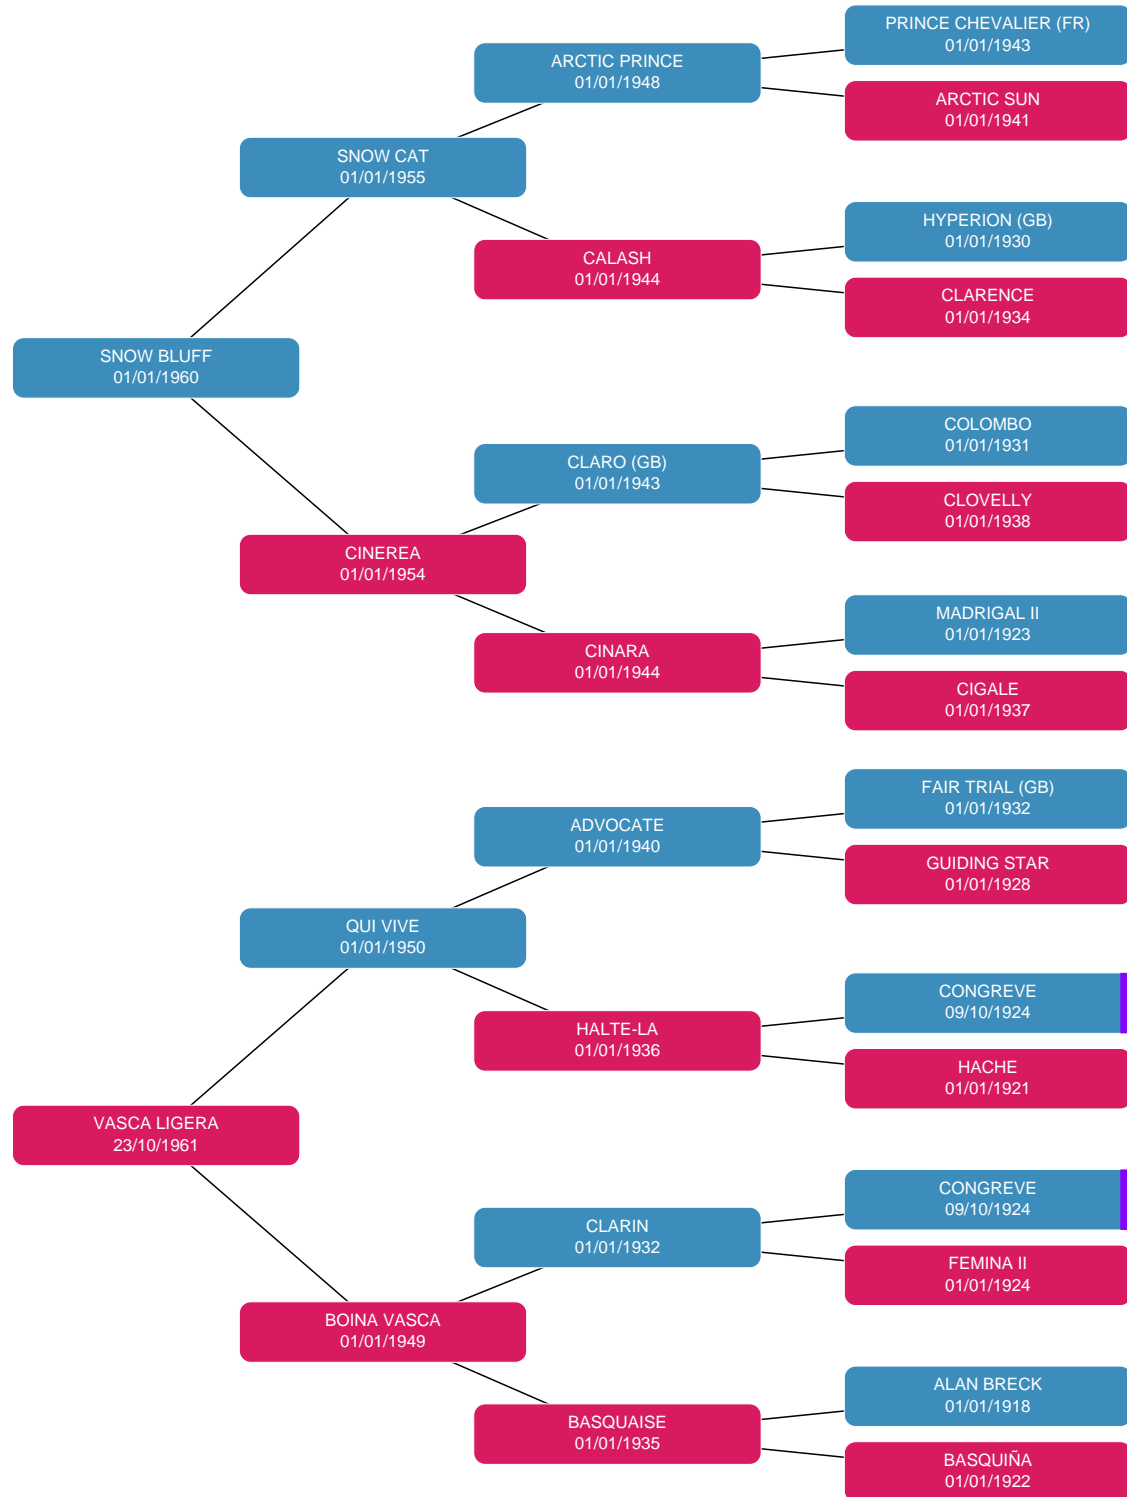 PRINCE CHEVALIER (FR)
01/01/1943
ARCTIC PRINCE
01/01/1948
ARCTIC SUN
01/01/1941
SNOW CAT
01/01/1955
HYPERION (GB)
01/01/1930
CALASH
01/01/1944
CLARENCE
01/01/1934
SNOW BLUFF
01/01/1960
COLOMBO
01/01/1931
CLARO (GB)
01/01/1943
CLOVELLY
01/01/1938
CINEREA
01/01/1954
MADRIGAL II
01/01/1923
CINARA
01/01/1944
CIGALE
01/01/1937
FAIR TRIAL (GB)
01/01/1932
ADVOCATE
01/01/1940
GUIDING STAR
01/01/1928
QUI VIVE
01/01/1950
CONGREVE
09/10/1924
HALTE-LA
01/01/1936
HACHE
01/01/1921
VASCA LIGERA
23/10/1961
CONGREVE
09/10/1924
CLARIN
01/01/1932
FEMINA II
01/01/1924
BOINA VASCA
01/01/1949
ALAN BRECK
01/01/1918
BASQUAISE
01/01/1935
BASQUIÑA
01/01/1922